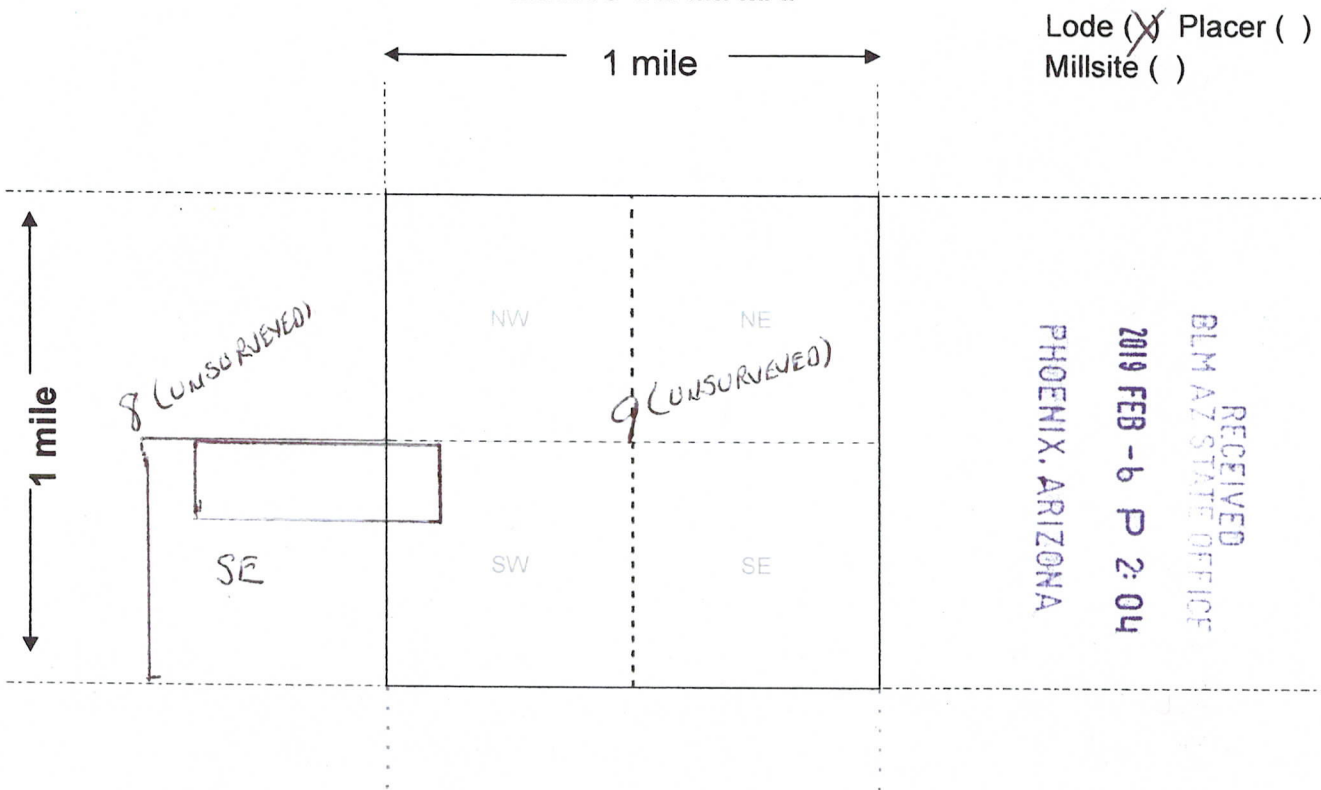 Lode (X) Placer ( )
Millsite ( )
1 mile
1 mile
8 (UNSURVEYED)
NW
NE
9 (UNSURVEYED)
SE
SW
SE
RECEIVED
BLM AZ STATE OFFICE
2019 FEB -6 P 2:04
PHOENIX, ARIZONA